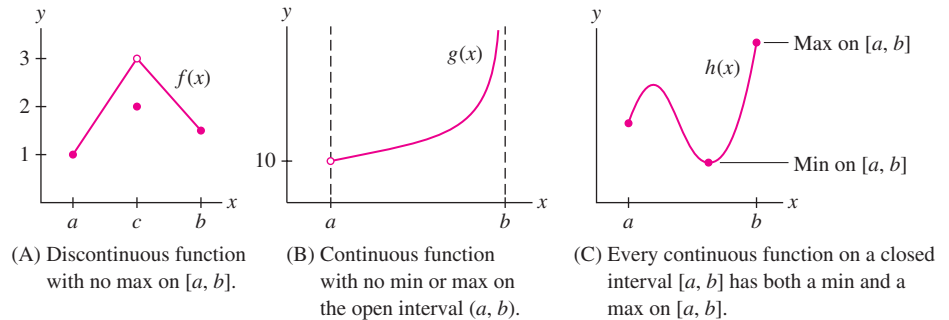 y
3
2
1
f(x)
a
c
b
x
(A) Discontinuous function
with no max on [a, b].
y
g(x)
10
a
b
x
(B) Continuous function
with no min or max on
the open interval (a, b).
y
h(x)
Max on [a, b]
Min on [a, b]
a
b
x
(C) Every continuous function on a closed
interval [a, b] has both a min and a
max on [a, b].